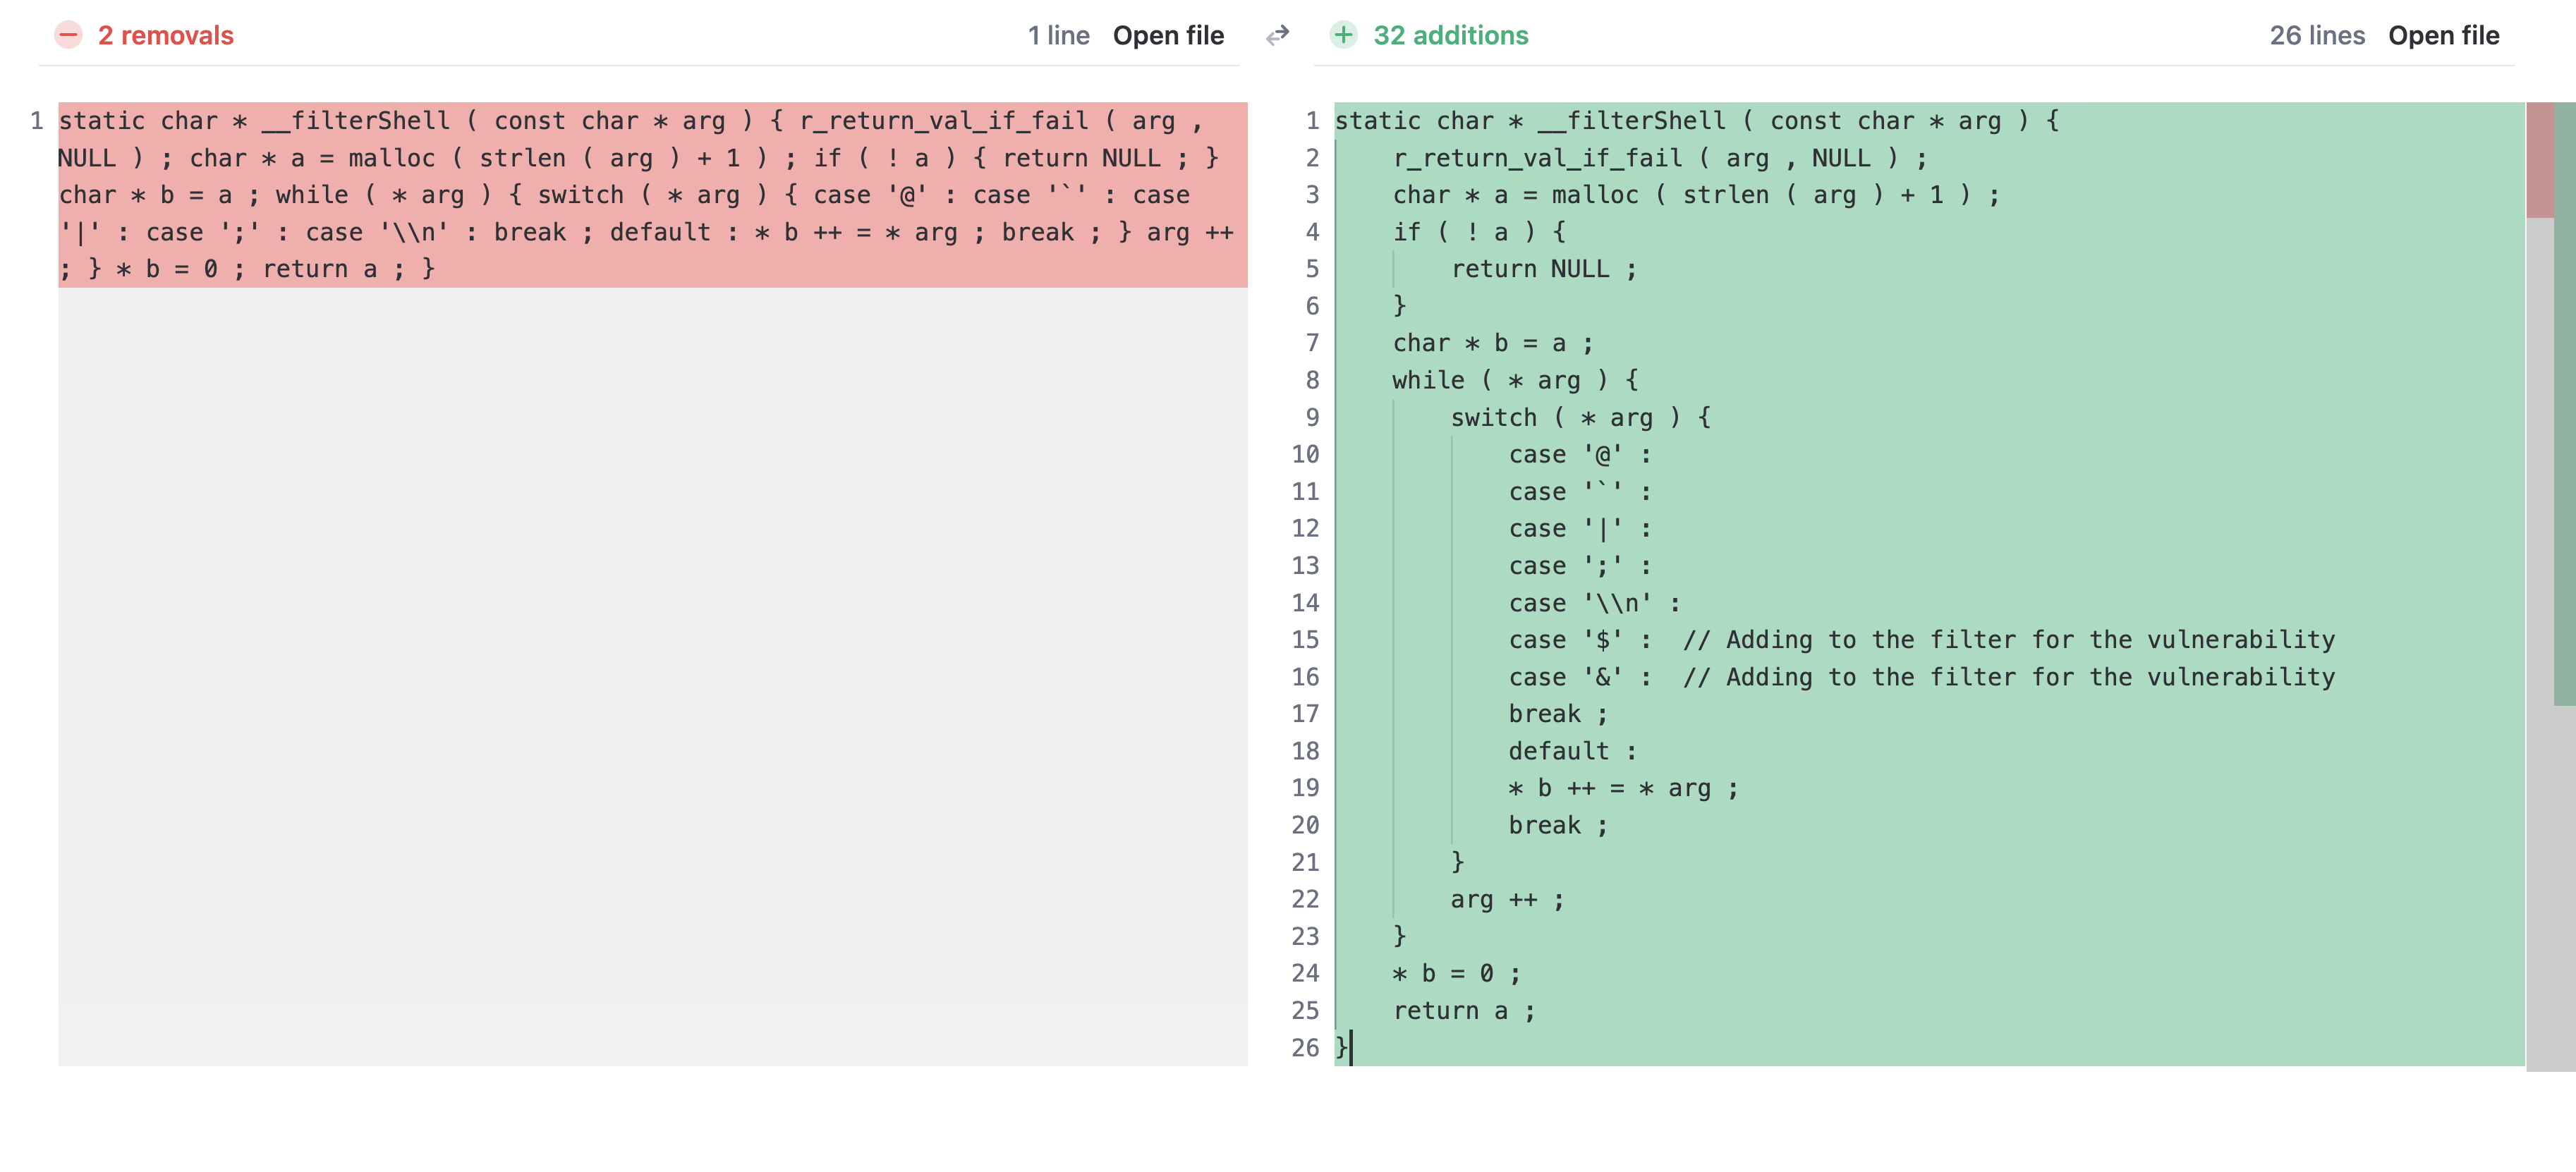 2 removals
1 line Open file
32 additions
26 lines Open file
1 static char * __filterShell ( const char * arg ) { r_return_val_if_fail ( arg ,
NULL ) ; char * a = malloc ( strlen ( arg ) + 1 ) ; if ( ! a ) { return NULL ; }
char * b = a ; while ( * arg ) { switch ( * arg ) { case '@' : case '`' : case
'|' : case ';' : case '\\n' : break ; default : * b ++ = * arg ; break ; } arg ++
; } * b = 0 ; return a ; }
1 static char * __filterShell ( const char * arg ) {
2 r_return_val_if_fail ( arg , NULL ) ;
3 char * a = malloc ( strlen ( arg ) + 1 ) ;
4 if ( ! a ) {
5 return NULL ;
6 }
7 char * b = a ;
8 while ( * arg ) {
9 switch ( * arg ) {
10 case '@' :
11 case '`' :
12 case '|' :
13 case ';' :
14 case '\\n' :
15 case '$' :  // Adding to the filter for the vulnerability
16 case '&' :  // Adding to the filter for the vulnerability
17 break ;
18 default :
19 * b ++ = * arg ;
20 break ;
21 }
22 arg ++ ;
23 }
24 * b = 0 ;
25 return a ;
26 }